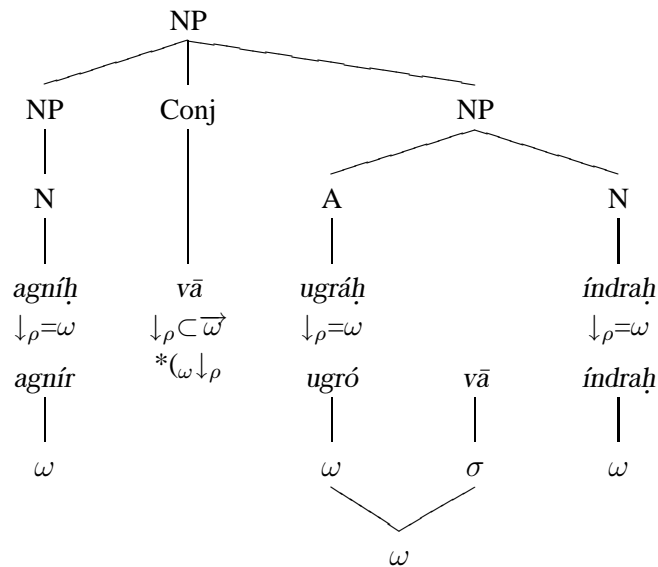 NP
NP Conj NP
N A N
agníḥ vā ugráḥ índraḥ
↓ρ=ω ↓ρ⊂ω⃗ ↓ρ=ω ↓ρ=ω
*(ω↓ρ
agnír ugró vā índraḥ
ω ω σ ω
ω